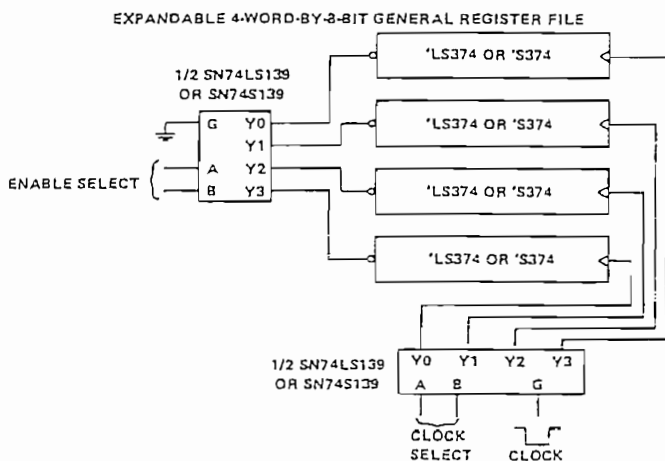 EXPANDABLE 4-WORD-BY-8-BIT GENERAL REGISTER FILE
1/2 SN74LS139
OR SN74S139
G Y0
Y1
A Y2
B Y3
ENABLE SELECT
'LS374 OR 'S374
'LS374 OR 'S374
'LS374 OR 'S374
'LS374 OR 'S374
1/2 SN74LS139
OR SN74S139
Y0 Y1 Y2 Y3
A B G
CLOCK
SELECT
CLOCK